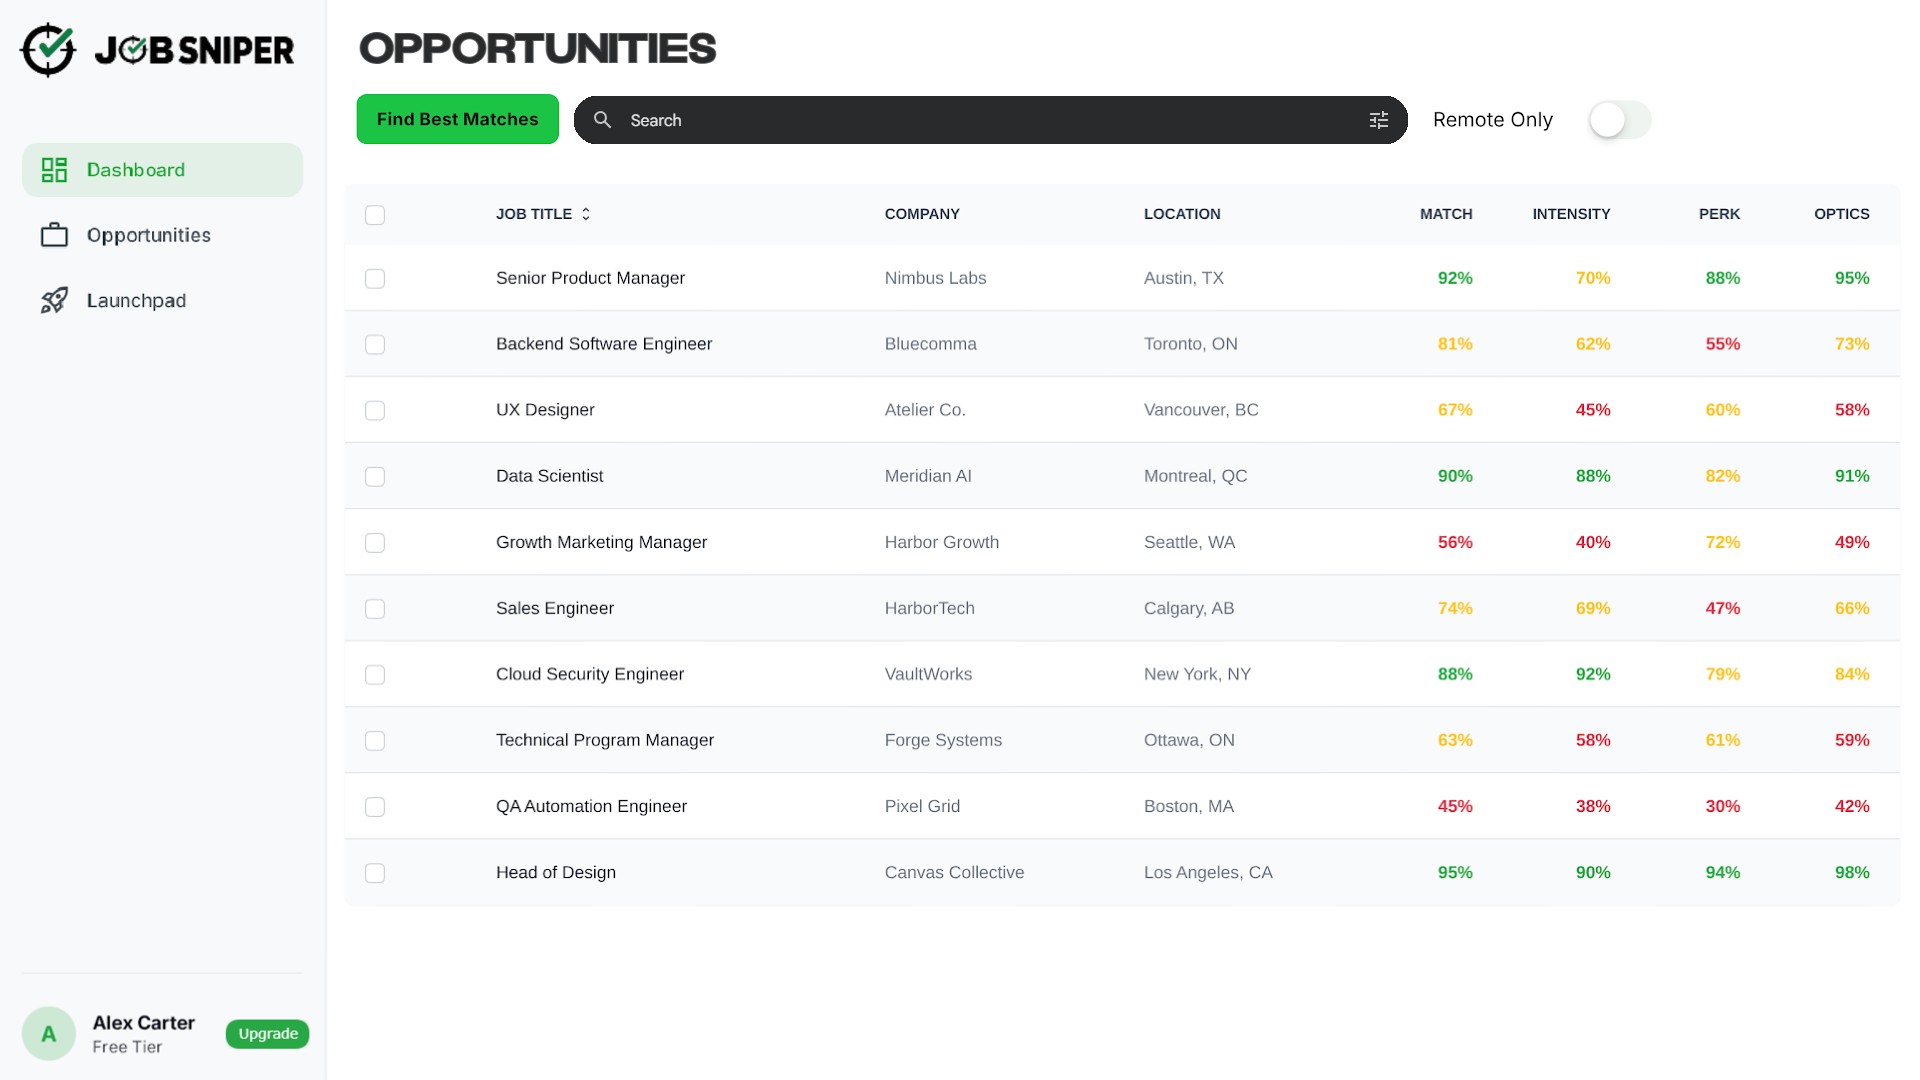 JOB SNIPER
OPPORTUNITIES
Find Best Matches
Search
Remote Only
Dashboard
Opportunities
Launchpad
JOB TITLE COMPANY LOCATION MATCH INTENSITY PERK OPTICS
Senior Product Manager Nimbus Labs Austin, TX 92% 70% 88% 95%
Backend Software Engineer Bluecomma Toronto, ON 81% 62% 55% 73%
UX Designer Atelier Co. Vancouver, BC 67% 45% 60% 58%
Data Scientist Meridian AI Montreal, QC 90% 88% 82% 91%
Growth Marketing Manager Harbor Growth Seattle, WA 56% 40% 72% 49%
Sales Engineer HarborTech Calgary, AB 74% 69% 47% 66%
Cloud Security Engineer VaultWorks New York, NY 88% 92% 79% 84%
Technical Program Manager Forge Systems Ottawa, ON 63% 58% 61% 59%
QA Automation Engineer Pixel Grid Boston, MA 45% 38% 30% 42%
Head of Design Canvas Collective Los Angeles, CA 95% 90% 94% 98%
A
Alex Carter
Free Tier
Upgrade